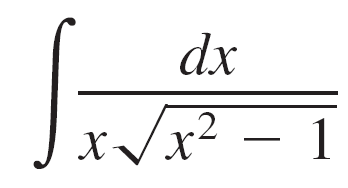 ∫ dx / (x√(x² − 1))